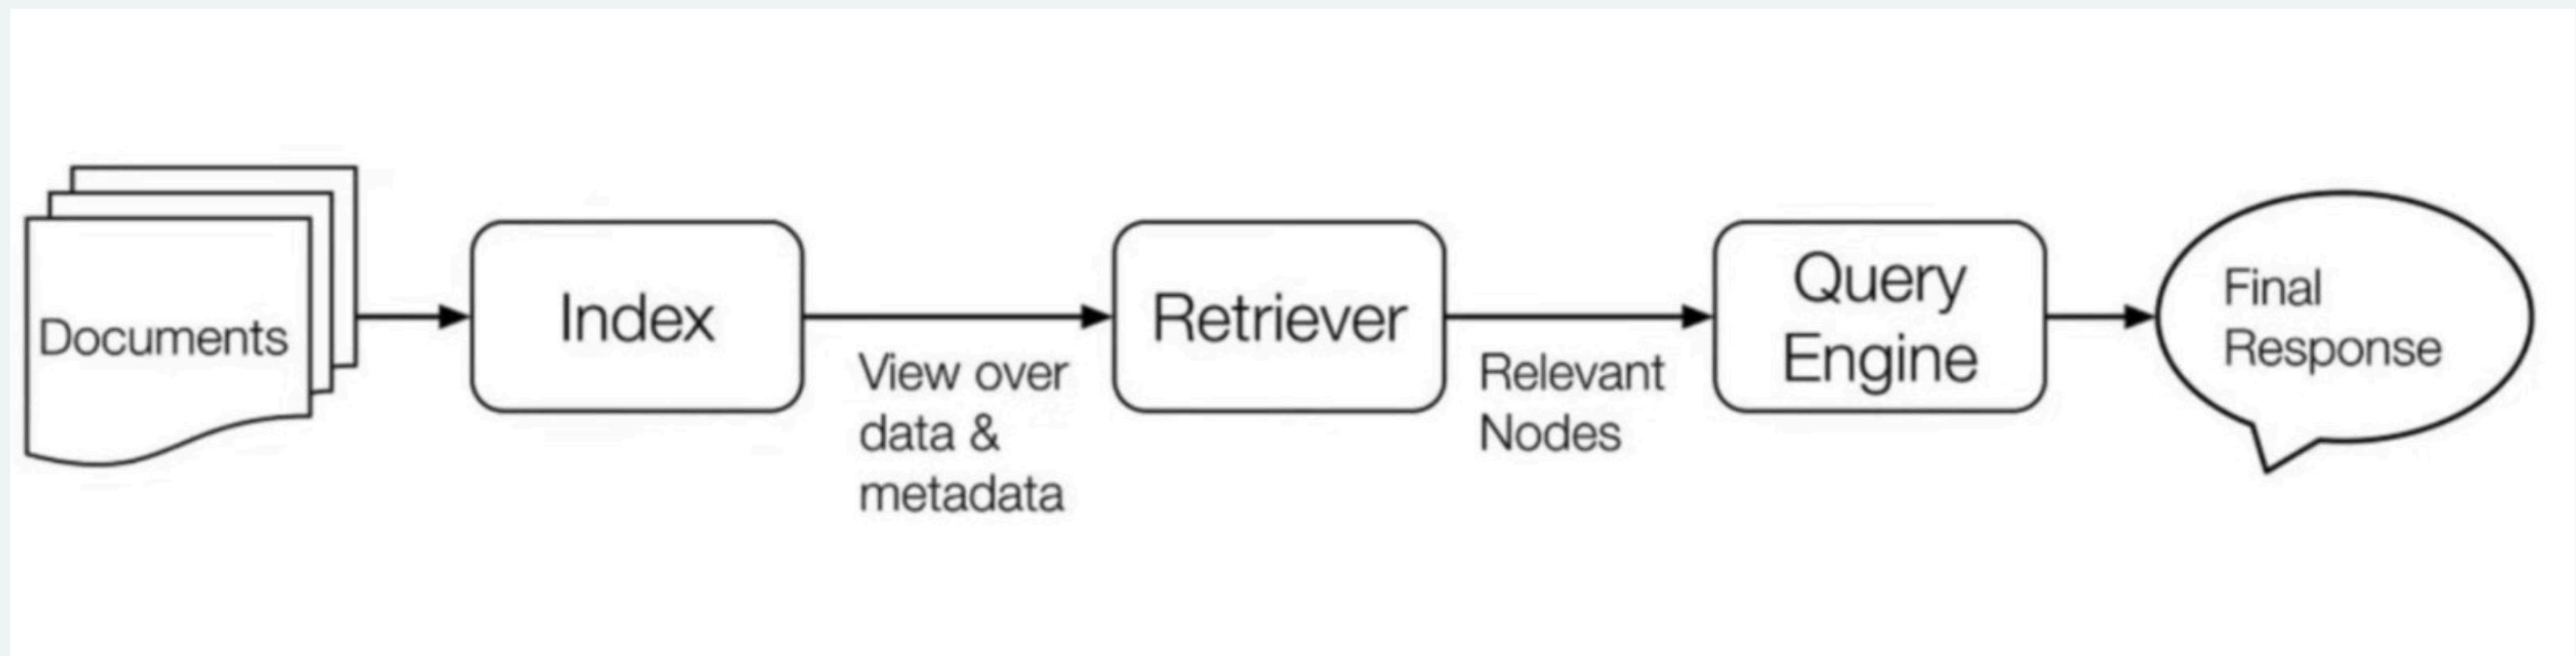 Documents
Index
View over
data &
metadata
Retriever
Relevant
Nodes
Query
Engine
Final
Response